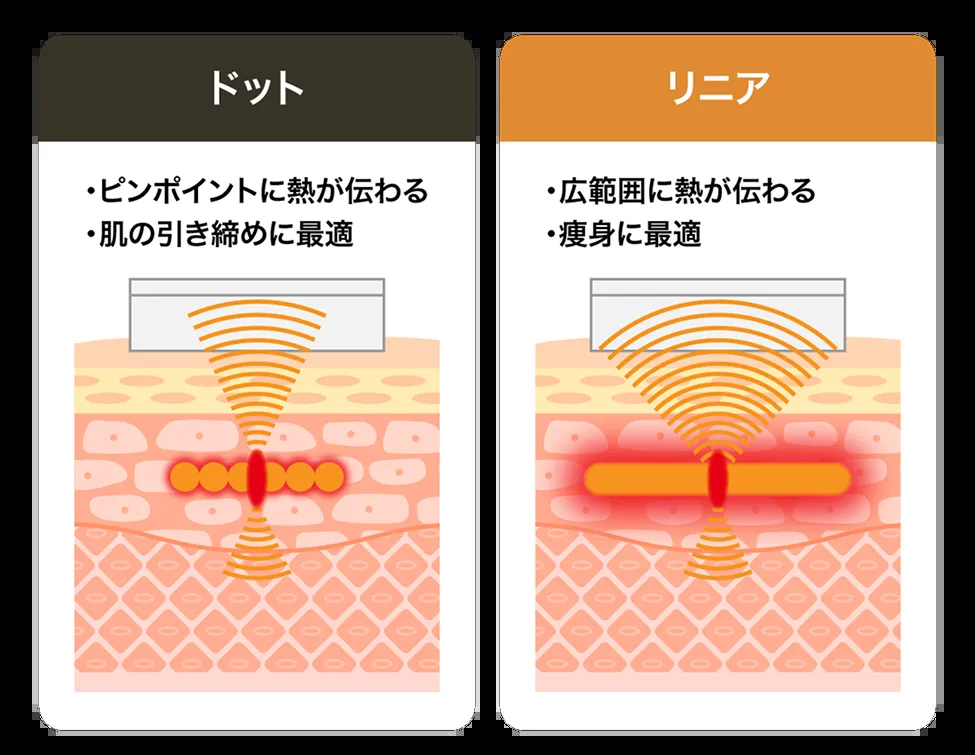 ドット
・ピンポイントに熱が伝わる
・肌の引き締めに最適
リニア
・広範囲に熱が伝わる
・痩身に最適